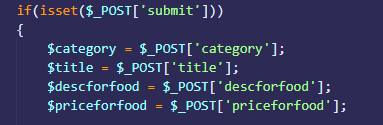 if(isset($_POST['submit']))
{
$category = $_POST['category'];
$title = $_POST['title'];
$descforfood = $_POST['descforfood'];
$priceforfood = $_POST['priceforfood'];